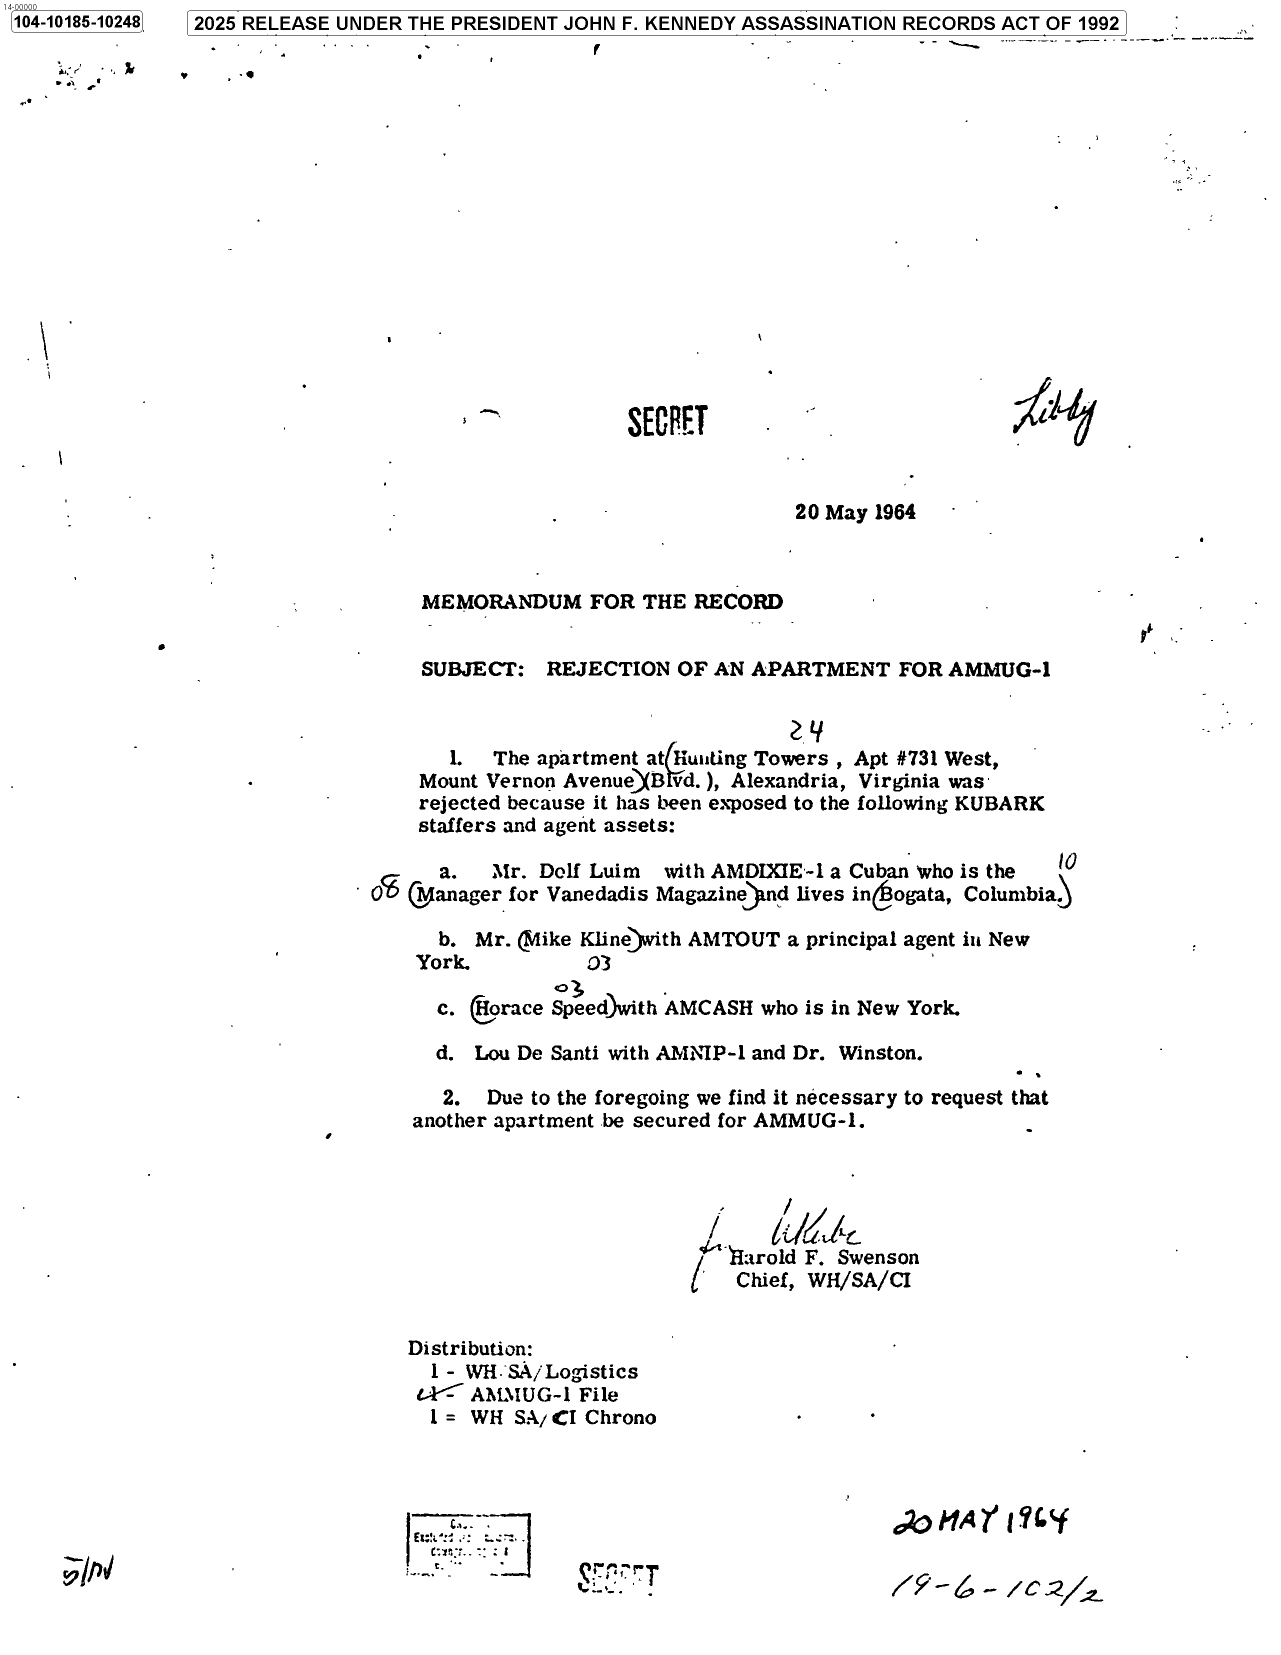 14-00000
104-10185-10248
2025 RELEASE UNDER THE PRESIDENT JOHN F. KENNEDY ASSASSINATION RECORDS ACT OF 1992
SECRET
Libby
20 May 1964
MEMORANDUM FOR THE RECORD
SUBJECT: REJECTION OF AN APARTMENT FOR AMMUG-1
24
1. The apartment at (Hunting Towers , Apt #731 West,
Mount Vernon Avenue)(Blvd. ), Alexandria, Virginia was
rejected because it has been exposed to the following KUBARK
staffers and agent assets:
10
a. Mr. Dolf Luim with AMDIXIE-1 a Cuban who is the
08 (Manager for Vanedadis Magazine) and lives in (Bogata, Columbia.)
b. Mr. (Mike Kline) with AMTOUT a principal agent in New
York. 03
03
c. (Horace Speed) with AMCASH who is in New York.
d. Lou De Santi with AMNIP-1 and Dr. Winston.
2. Due to the foregoing we find it necessary to request that
another apartment be secured for AMMUG-1.
for
Harold F. Swenson
Chief, WH/SA/CI
Distribution:
1 - WH SA/Logistics
1 - AMMUG-1 File
1 = WH SA/CI Chrono
20 MAY 1964
SECRET
19-6-102/2